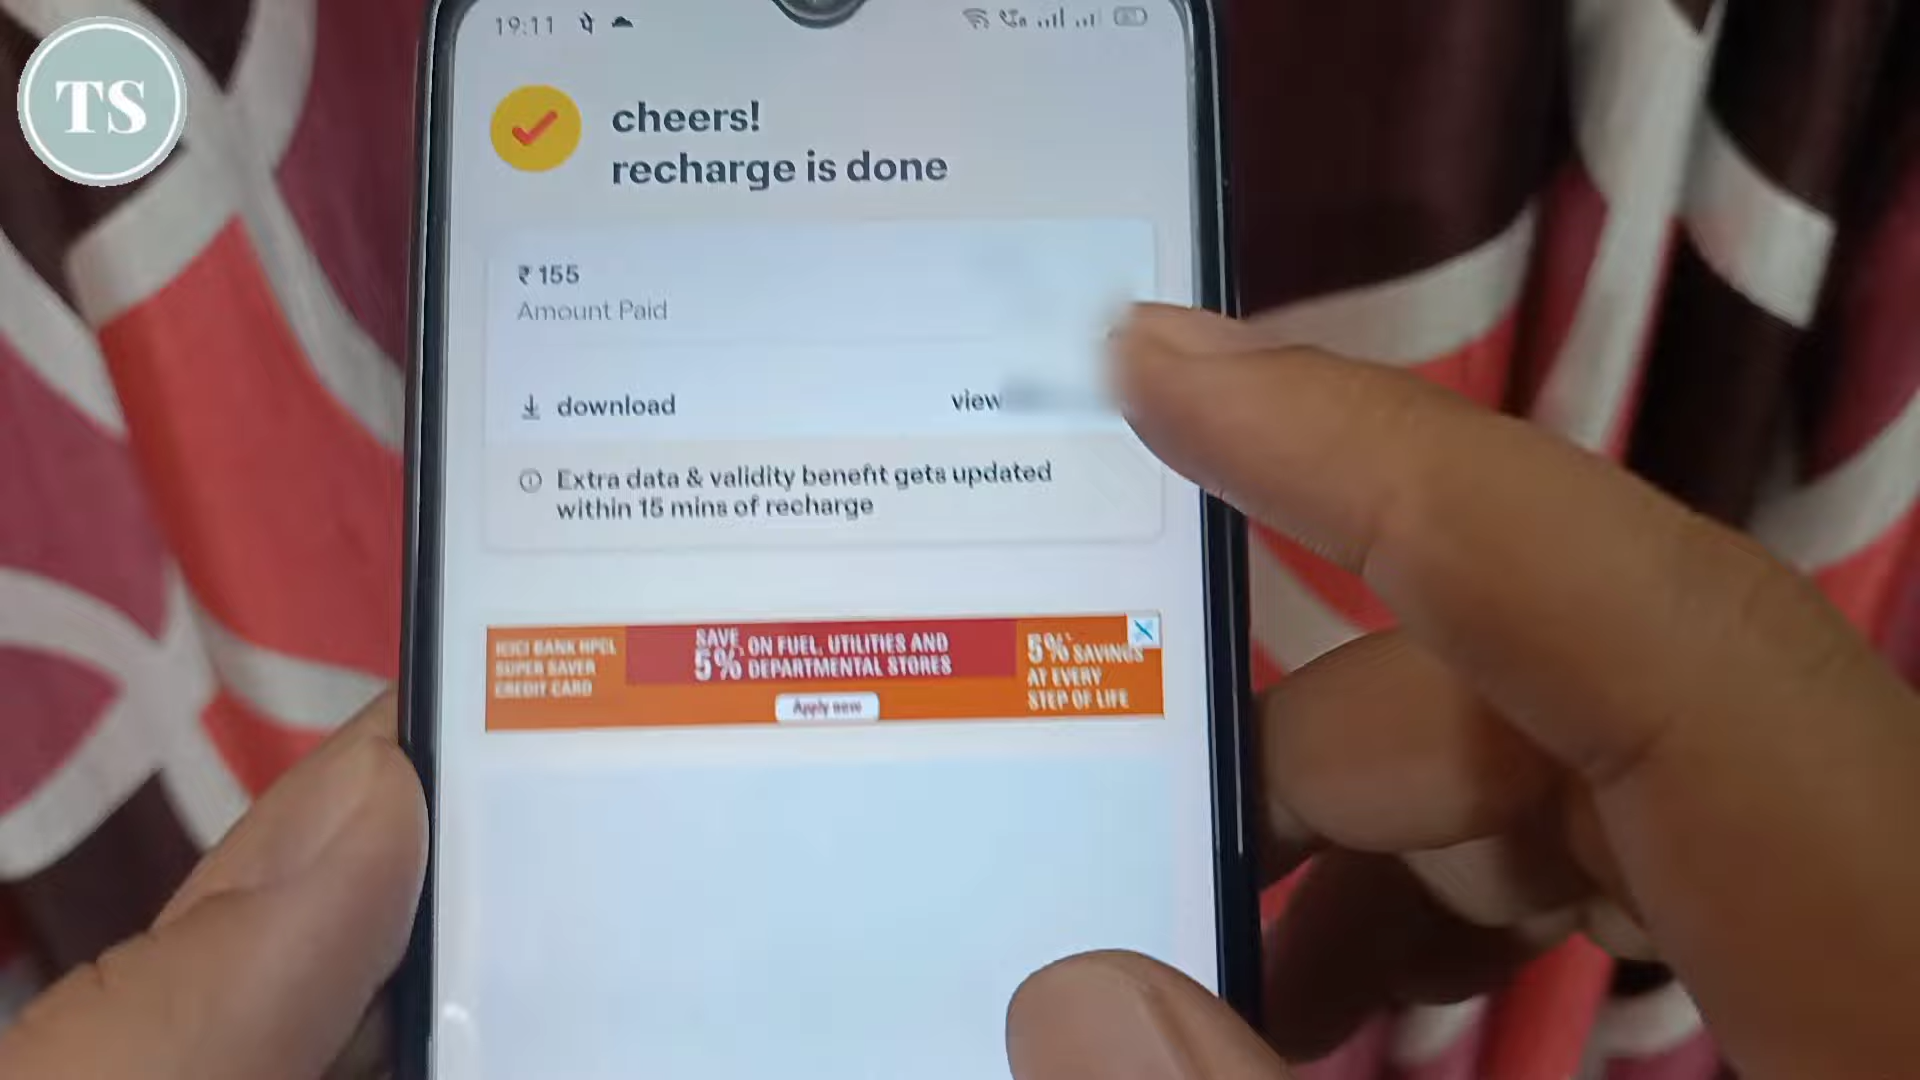 TS
19:11
cheers!
recharge is done
₹ 155
Amount Paid
download
view
Extra data & validity benefit gets updated
within 15 mins of recharge
ICICI BANK HPCL
SUPER SAVER
CREDIT CARD
SAVE
5% ON FUEL, UTILITIES AND
DEPARTMENTAL STORES
Apply now
5% SAVINGS
AT EVERY
STEP OF LIFE